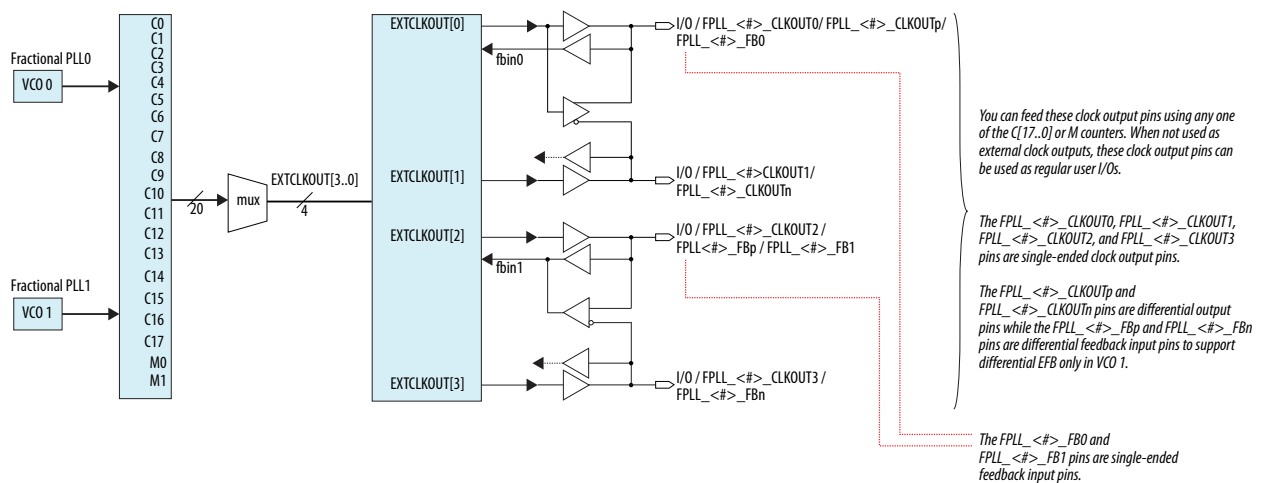 Fractional PLL0
VCO 0
Fractional PLL1
VCO 1
C0
C1
C2
C3
C4
C5
C6
C7
C8
C9
C10
C11
C12
C13
C14
C15
C16
C17
M0
M1
20
mux
EXTCLKOUT[3..0]
4
EXTCLKOUT[0]
fbin0
EXTCLKOUT[1]
EXTCLKOUT[2]
fbin1
EXTCLKOUT[3]
I/O / FPLL_<#>_CLKOUT0/ FPLL_<#>_CLKOUTp/
FPLL_<#>_FB0
I/O / FPLL_<#>CLKOUT1/
FPLL_<#>_CLKOUTn
I/O / FPLL_<#>_CLKOUT2 /
FPLL<#>_FBp / FPLL_<#>_FB1
I/O / FPLL_<#>_CLKOUT3 /
FPLL_<#>_FBn
You can feed these clock output pins using any one
of the C[17..0] or M counters. When not used as
external clock outputs, these clock output pins can
be used as regular user I/Os.
The FPLL_<#>_CLKOUT0, FPLL_<#>_CLKOUT1,
FPLL_<#>_CLKOUT2, and FPLL_<#>_CLKOUT3
pins are single-ended clock output pins.
The FPLL_<#>_CLKOUTp and
FPLL_<#>_CLKOUTn pins are differential output
pins while the FPLL_<#>_FBp and FPLL_<#>_FBn
pins are differential feedback input pins to support
differential EFB only in VCO 1.
The FPLL_<#>_FB0 and
FPLL_<#>_FB1 pins are single-ended
feedback input pins.